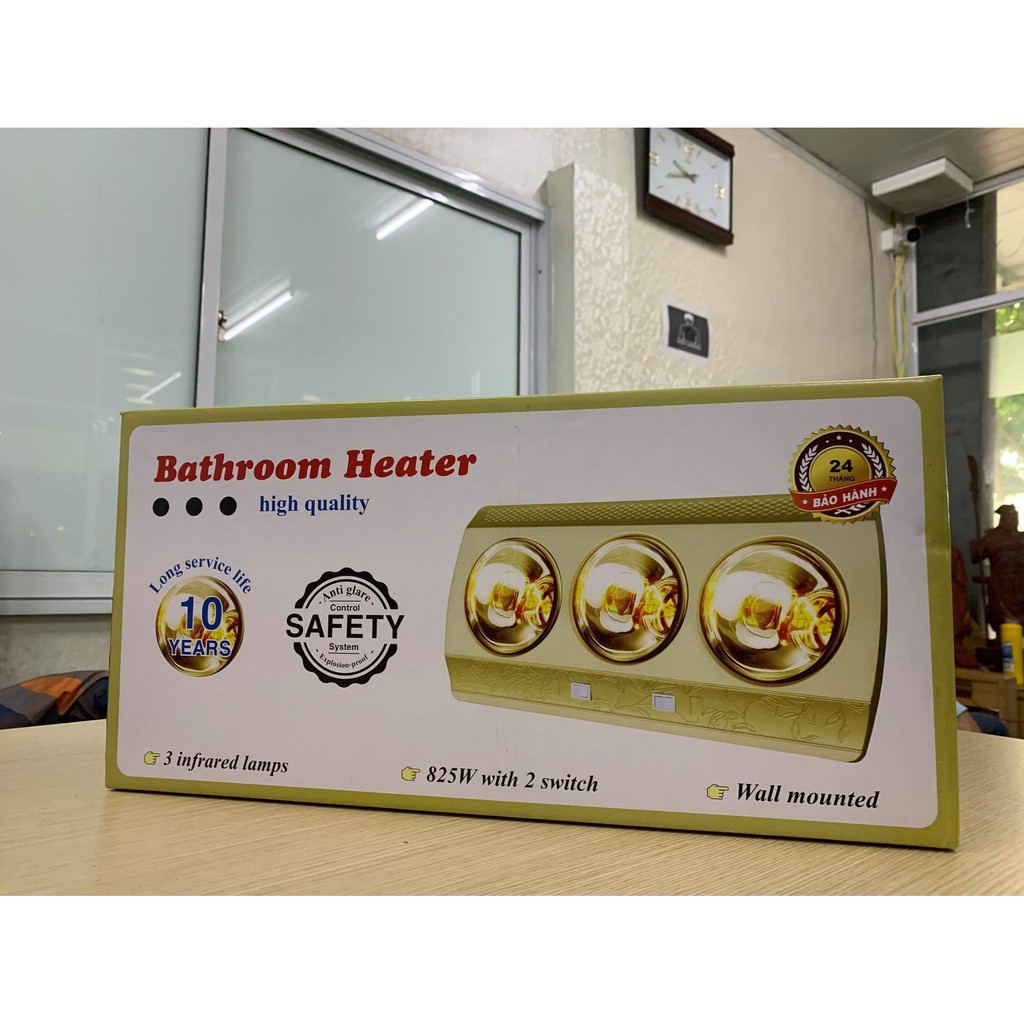 Bathroom Heater
high quality
24
THÁNG
BẢO HÀNH
Long service life
10
YEARS
Anti glare
Control
SAFETY
System
Explosion-proof
3 infrared lamps
825W with 2 switch
Wall mounted